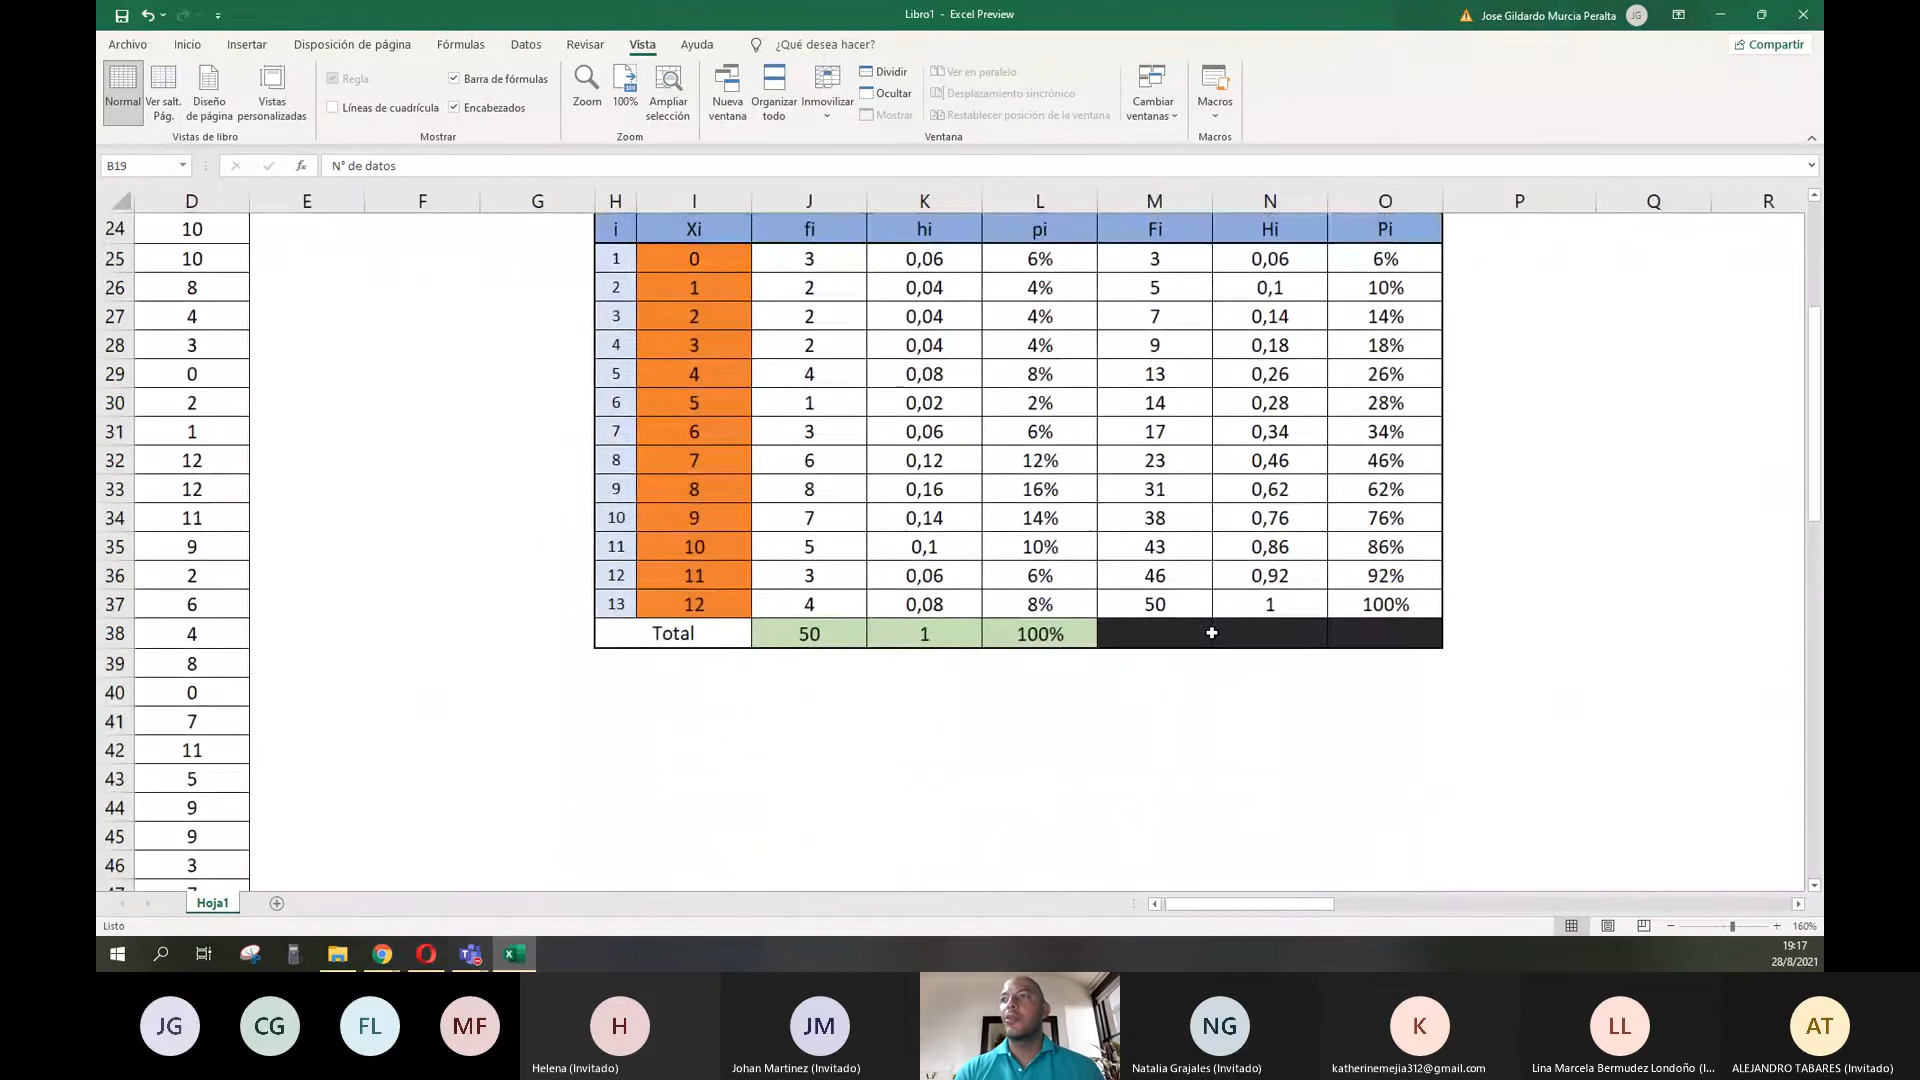 Libro1 - Excel Preview
Jose Gildardo Murcia Peralta JG
Archivo Inicio Insertar Disposición de página Fórmulas Datos Revisar Vista Ayuda ¿Qué desea hacer? Compartir
Normal Ver salt. Pág. Diseño de página Vistas personalizadas
Vistas de libro
Regla Barra de fórmulas
Líneas de cuadrícula Encabezados
Mostrar
Zoom 100% Ampliar selección
Zoom
Nueva ventana Organizar todo Inmovilizar
Dividir
Ocultar
Mostrar
Ver en paralelo
Desplazamiento sincrónico
Restablecer posición de la ventana
Ventana
Cambiar ventanas
Macros
Macros
B19 fx N° de datos
D E F G H I J K L M N O P Q R
24 10 i Xi fi hi pi Fi Hi Pi
25 10 1 0 3 0,06 6% 3 0,06 6%
26 8 2 1 2 0,04 4% 5 0,1 10%
27 4 3 2 2 0,04 4% 7 0,14 14%
28 3 4 3 2 0,04 4% 9 0,18 18%
29 0 5 4 4 0,08 8% 13 0,26 26%
30 2 6 5 1 0,02 2% 14 0,28 28%
31 1 7 6 3 0,06 6% 17 0,34 34%
32 12 8 7 6 0,12 12% 23 0,46 46%
33 12 9 8 8 0,16 16% 31 0,62 62%
34 11 10 9 7 0,14 14% 38 0,76 76%
35 9 11 10 5 0,1 10% 43 0,86 86%
36 2 12 11 3 0,06 6% 46 0,92 92%
37 6 13 12 4 0,08 8% 50 1 100%
38 4 Total 50 1 100%
39 8
40 0
41 7
42 11
43 5
44 9
45 9
46 3
Hoja1
Listo 160%
19:17
28/8/2021
JG CG FL MF H JM NG K LL AT
Helena (Invitado) Johan Martinez (Invitado) Natalia Grajales (Invitado) katherinemejia312@gmail.com Lina Marcela Bermudez Londoño (I... ALEJANDRO TABARES (Invitado)